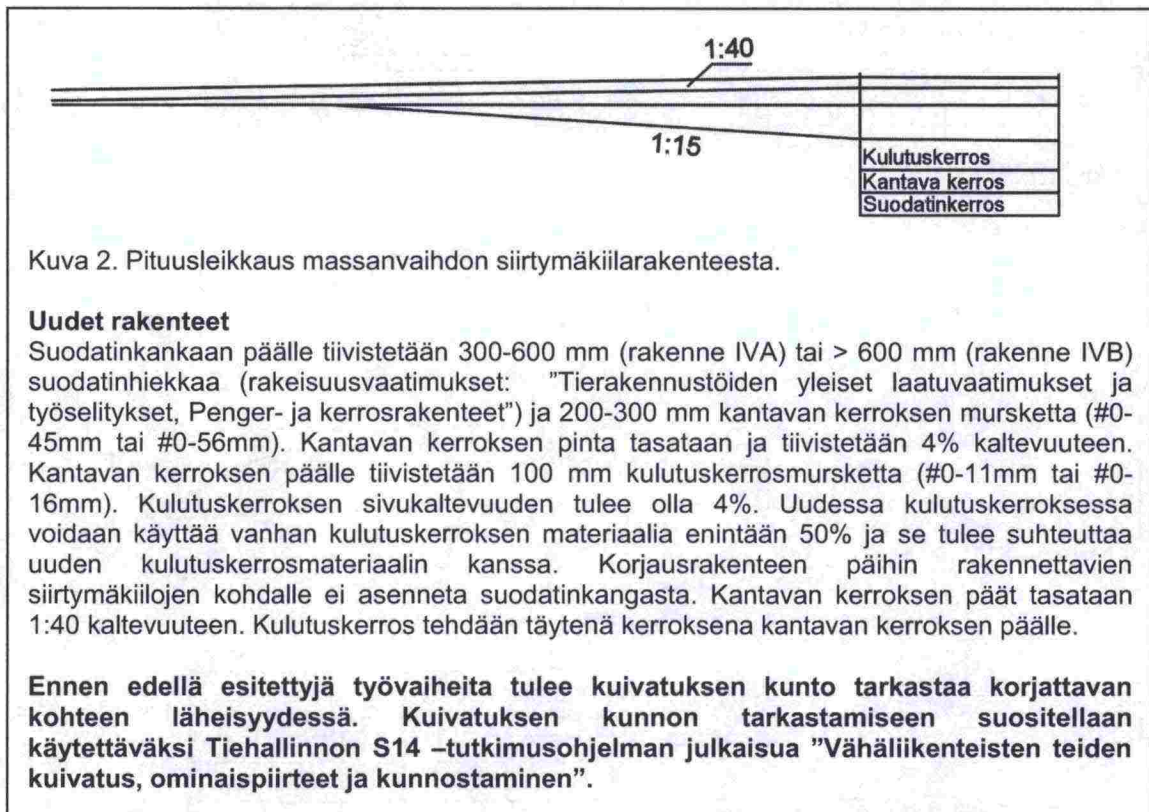 1:40
1:15
Kulutuskerros
Kantava kerros
Suodatinkerros
Kuva 2. Pituusleikkaus massanvaihdon siirtymäkiilarakenteesta.
Uudet rakenteet
Suodatinkankaan päälle tiivistetään 300-600 mm (rakenne IVA) tai > 600 mm (rakenne IVB)
suodatinhiekkaa (rakeisuusvaatimukset: "Tierakennustöiden yleiset laatuvaatimukset ja
työselitykset, Penger- ja kerrosrakenteet") ja 200-300 mm kantavan kerroksen mursketta (#0-
45mm tai #0-56mm). Kantavan kerroksen pinta tasataan ja tiivistetään 4% kaltevuuteen.
Kantavan kerroksen päälle tiivistetään 100 mm kulutuskerrosmursketta (#0-11mm tai #0-
16mm). Kulutuskerroksen sivukaltevuuden tulee olla 4%. Uudessa kulutuskerroksessa
voidaan käyttää vanhan kulutuskerroksen materiaalia enintään 50% ja se tulee suhteuttaa
uuden kulutuskerrosmateriaalin kanssa. Korjausrakenteen päihin rakennettavien
siirtymäkiilojen kohdalle ei asenneta suodatinkangasta. Kantavan kerroksen päät tasataan
1:40 kaltevuuteen. Kulutuskerros tehdään täytenä kerroksena kantavan kerroksen päälle.
Ennen edellä esitettyjä työvaiheita tulee kuivatuksen kunto tarkastaa korjattavan
kohteen läheisyydessä. Kuivatuksen kunnon tarkastamiseen suositellaan
käytettäväksi Tiehallinnon S14 –tutkimusohjelman julkaisua "Vähäliikenteisten teiden
kuivatus, ominaispiirteet ja kunnostaminen".